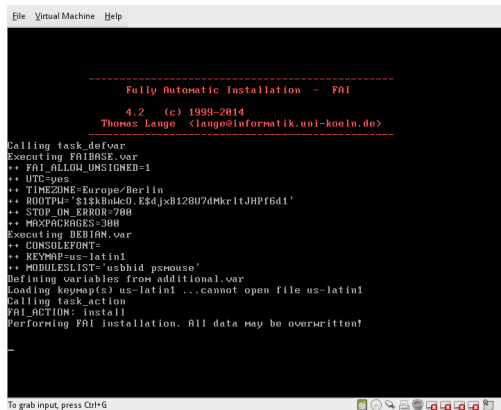 File Virtual Machine Help
Fully Automatic Installation - FAI
4.2 (c) 1999-2014
Thomas Lange <lange@informatik.uni-koeln.de>
Calling task_defvar
Executing FAIBASE.var
++ FAI_ALLOW_UNSIGNED=1
++ UTC=yes
++ TIMEZONE=Europe/Berlin
++ ROOTPW='$1$kBnWcO.E$djxB128U7dMkrltJHPf6d1'
++ STOP_ON_ERROR=700
++ MAXPACKAGES=300
Executing DEBIAN.var
++ CONSOLEFONT=
++ KEYMAP=us-latin1
++ MODULESLIST='usbhid psmouse'
Defining variables from additional.var
Loading keymap(s) us-latin1 ...cannot open file us-latin1
Calling task_action
FAI_ACTION: install
Performing FAI installation. All data may be overwritten!
To grab input, press Ctrl+G